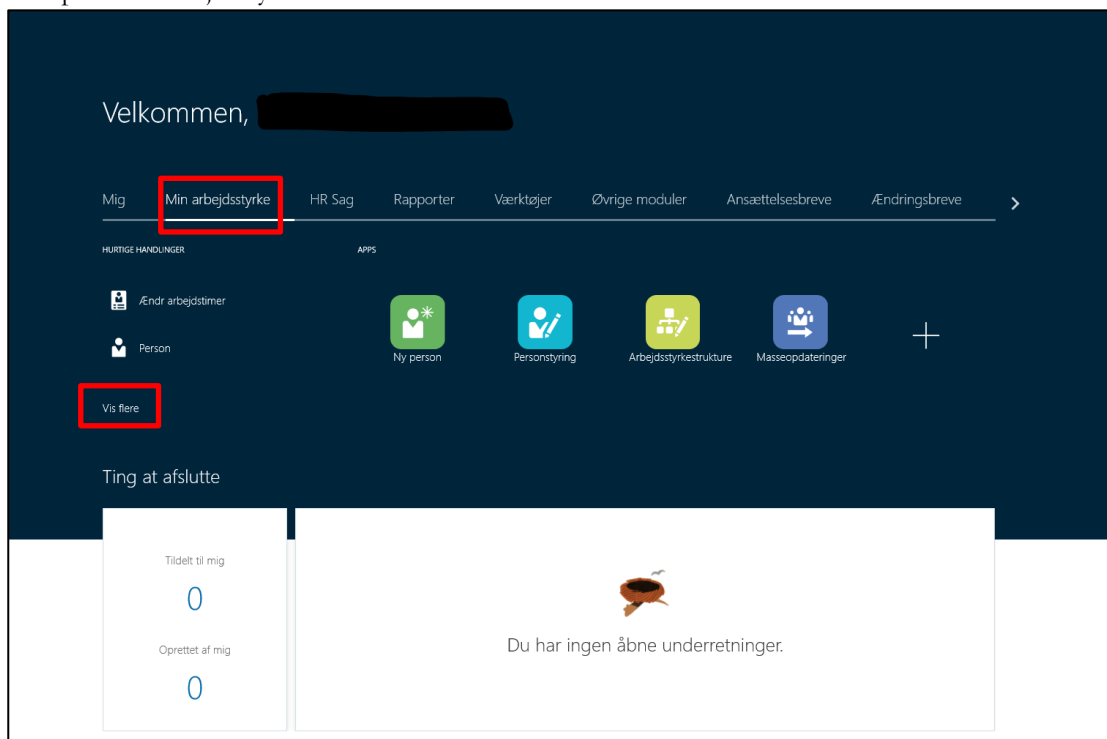 Velkommen,
Mig Min arbejdsstyrke HR Sag Rapporter Værktøjer Øvrige moduler Ansættelsesbreve Ændringsbreve
HURTIGE HANDLINGER APPS
Ændr arbejdstimer
Person
Ny person Personstyring Arbejdsstyrkestrukture Masseopdateringer
Vis flere
Ting at afslutte
Tildelt til mig
0
Oprettet af mig
0
Du har ingen åbne underretninger.